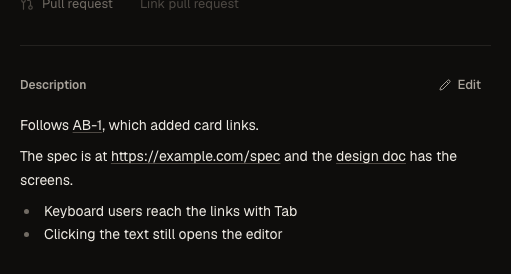 Pull request Link pull request
Description Edit
Follows AB-1, which added card links.
The spec is at https://example.com/spec and the design doc has the
screens.
Keyboard users reach the links with Tab
Clicking the text still opens the editor